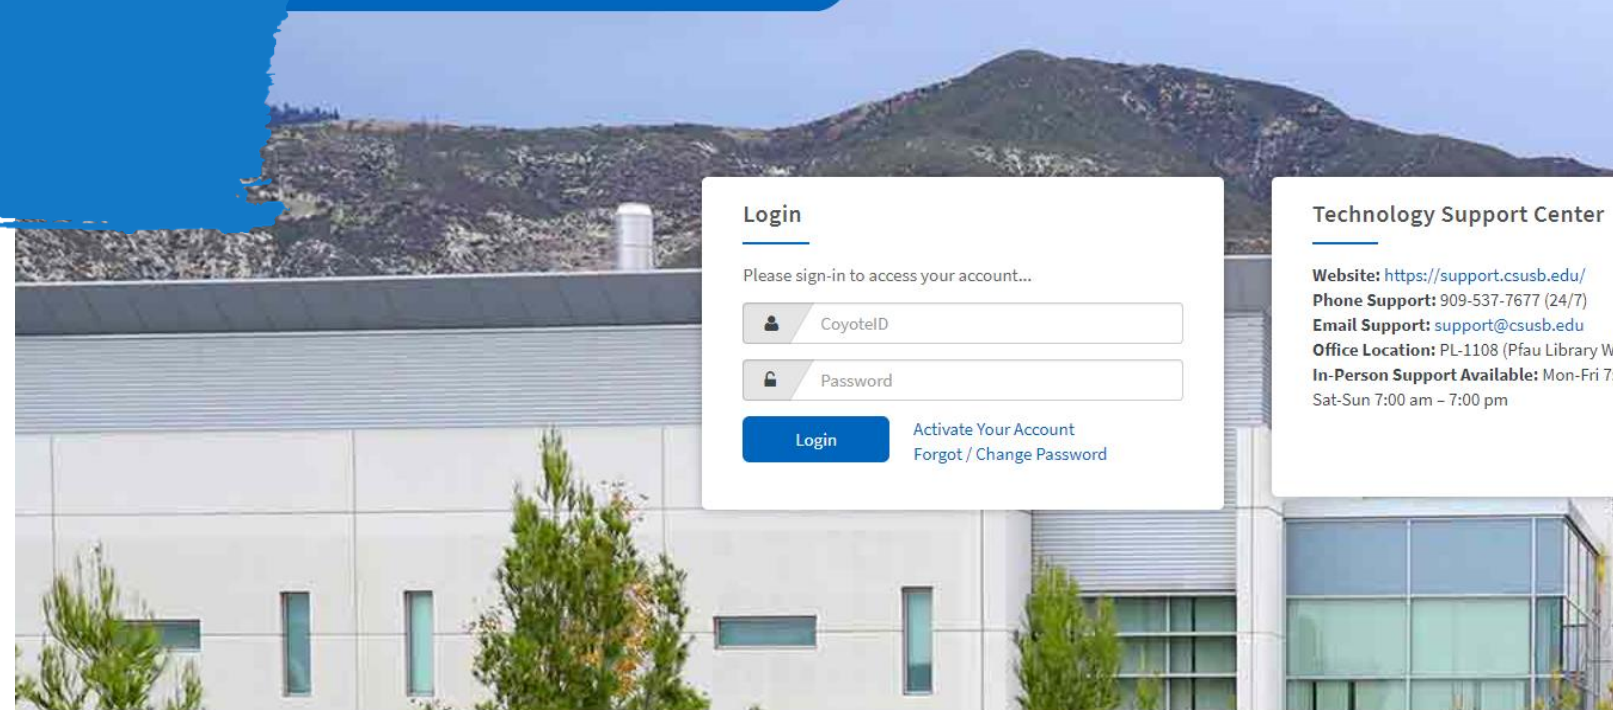 Login
Please sign-in to access your account...
CoyoteID
Password
Login
Activate Your Account
Forgot / Change Password
Technology Support Center
Website: https://support.csusb.edu/
Phone Support: 909-537-7677 (24/7)
Email Support: support@csusb.edu
Office Location: PL-1108 (Pfau Library
In-Person Support Available: Mon-Fri
Sat-Sun 7:00 am – 7:00 pm